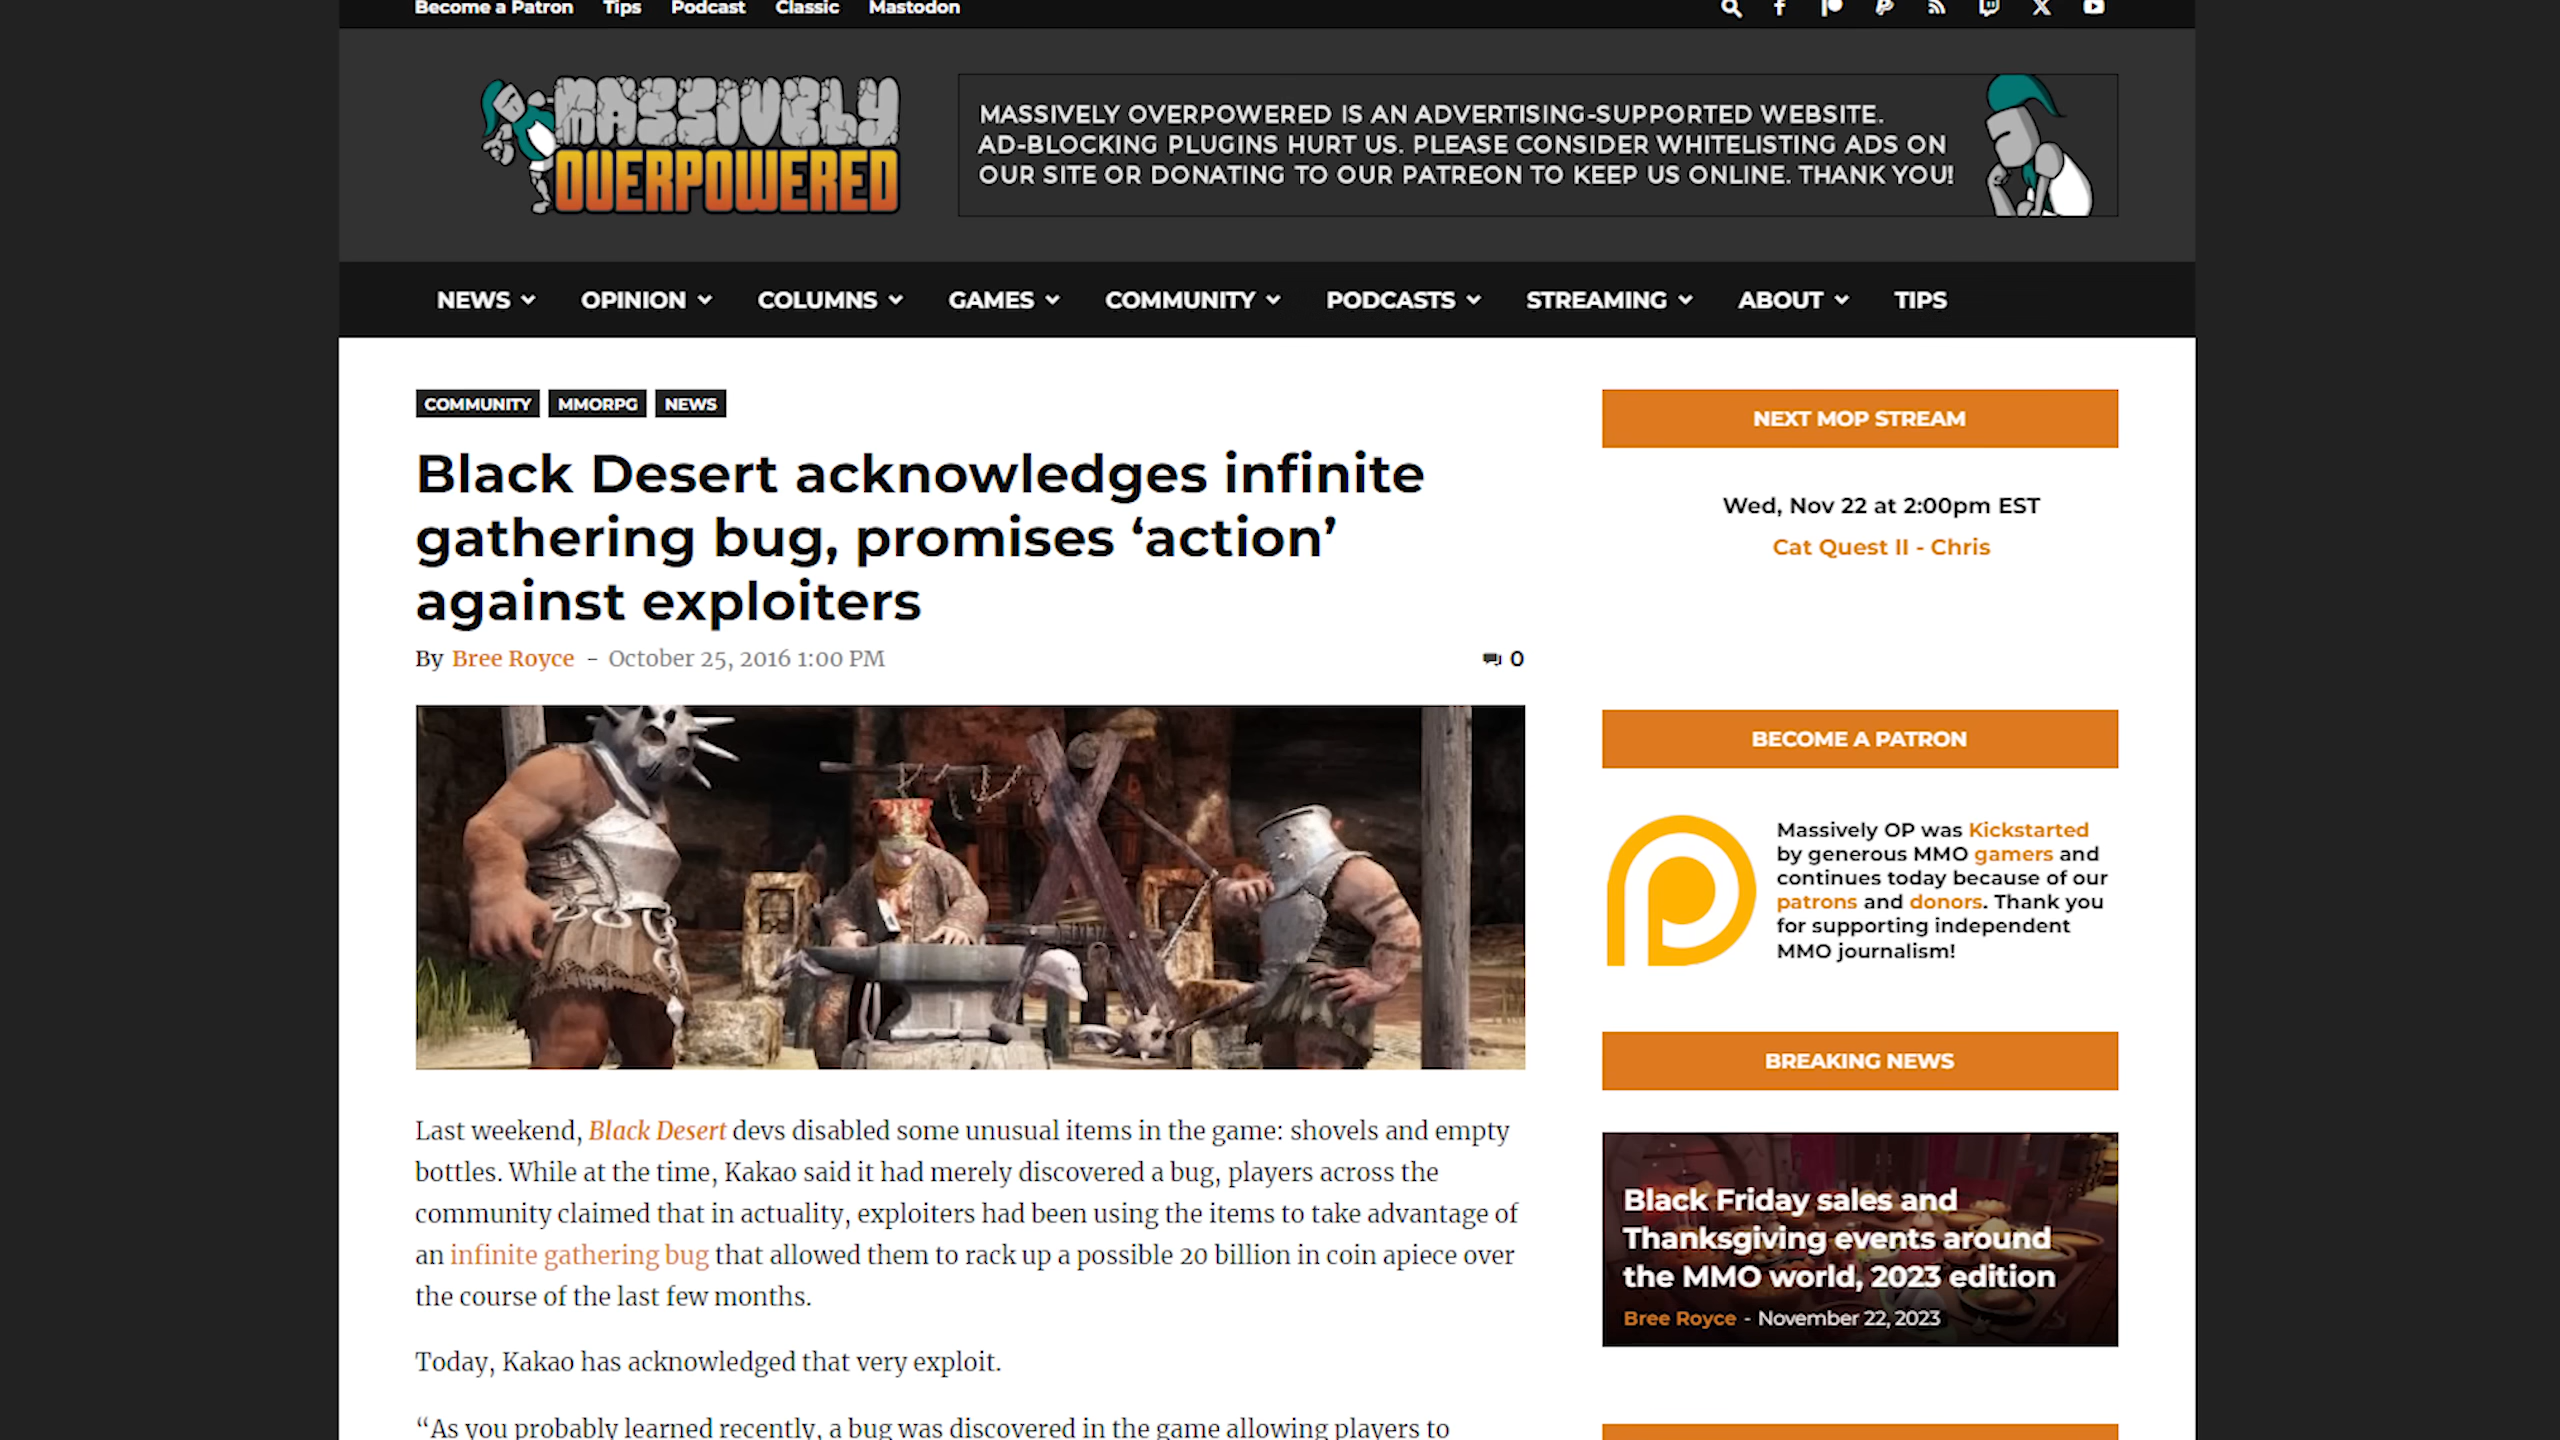 Become a Patron Tips Podcast Classic Mastodon
MASSIVELY
OVERPOWERED
MASSIVELY OVERPOWERED IS AN ADVERTISING-SUPPORTED WEBSITE.
AD-BLOCKING PLUGINS HURT US. PLEASE CONSIDER WHITELISTING ADS ON
OUR SITE OR DONATING TO OUR PATREON TO KEEP US ONLINE. THANK YOU!
NEWS OPINION COLUMNS GAMES COMMUNITY PODCASTS STREAMING ABOUT TIPS
COMMUNITY MMORPG NEWS
Black Desert acknowledges infinite
gathering bug, promises ‘action’
against exploiters
By Bree Royce - October 25, 2016 1:00 PM
0
Last weekend, Black Desert devs disabled some unusual items in the game: shovels and empty
bottles. While at the time, Kakao said it had merely discovered a bug, players across the
community claimed that in actuality, exploiters had been using the items to take advantage of
an infinite gathering bug that allowed them to rack up a possible 20 billion in coin apiece over
the course of the last few months.
Today, Kakao has acknowledged that very exploit.
“As you probably learned recently, a bug was discovered in the game allowing players to
NEXT MOP STREAM
Wed, Nov 22 at 2:00pm EST
Cat Quest II - Chris
BECOME A PATRON
Massively OP was Kickstarted
by generous MMO gamers and
continues today because of our
patrons and donors. Thank you
for supporting independent
MMO journalism!
BREAKING NEWS
Black Friday sales and
Thanksgiving events around
the MMO world, 2023 edition
Bree Royce - November 22, 2023